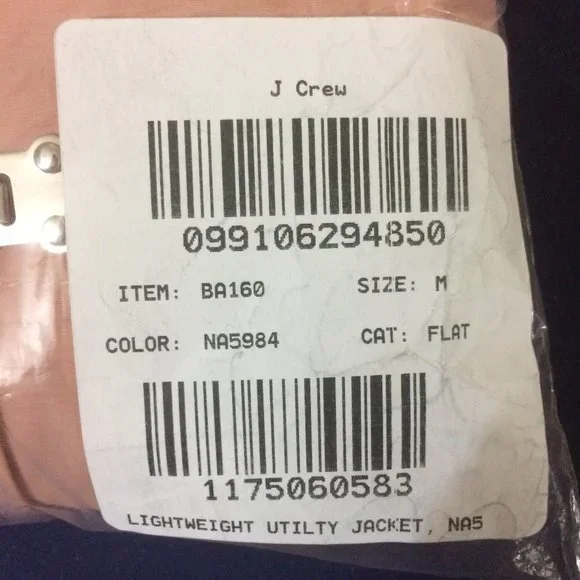 J Crew
099106294850
ITEM: BA160 SIZE: M
COLOR: NA5984 CAT: FLAT
1175060583
LIGHTWEIGHT UTILTY JACKET, NA5